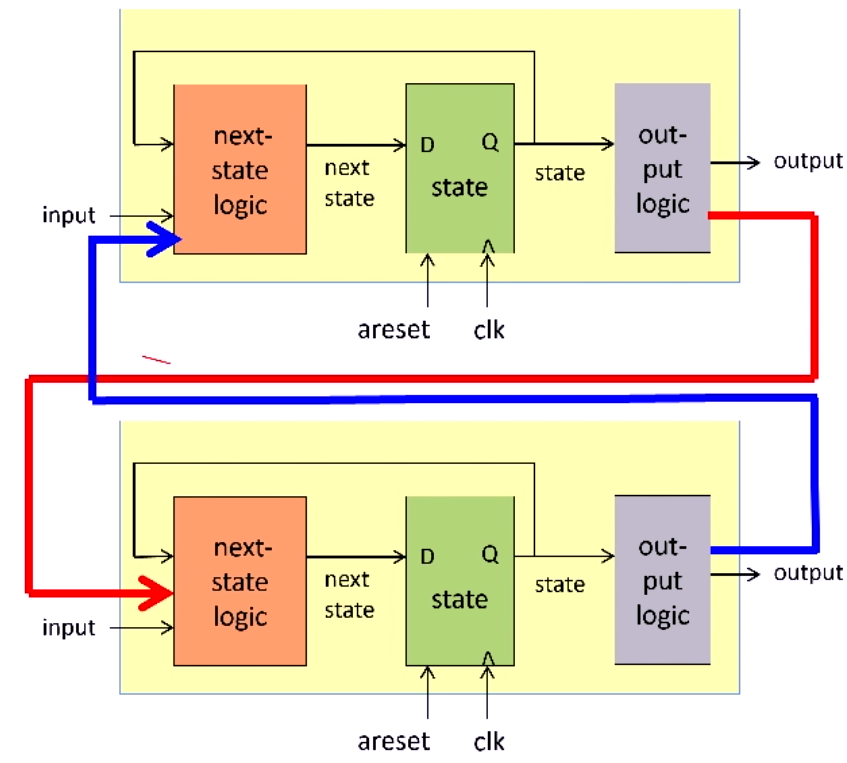 next-
state
logic
input
next
state
D
Q
state
areset
clk
state
out-
put
logic
output
next-
state
logic
input
next
state
D
Q
state
areset
clk
state
out-
put
logic
output